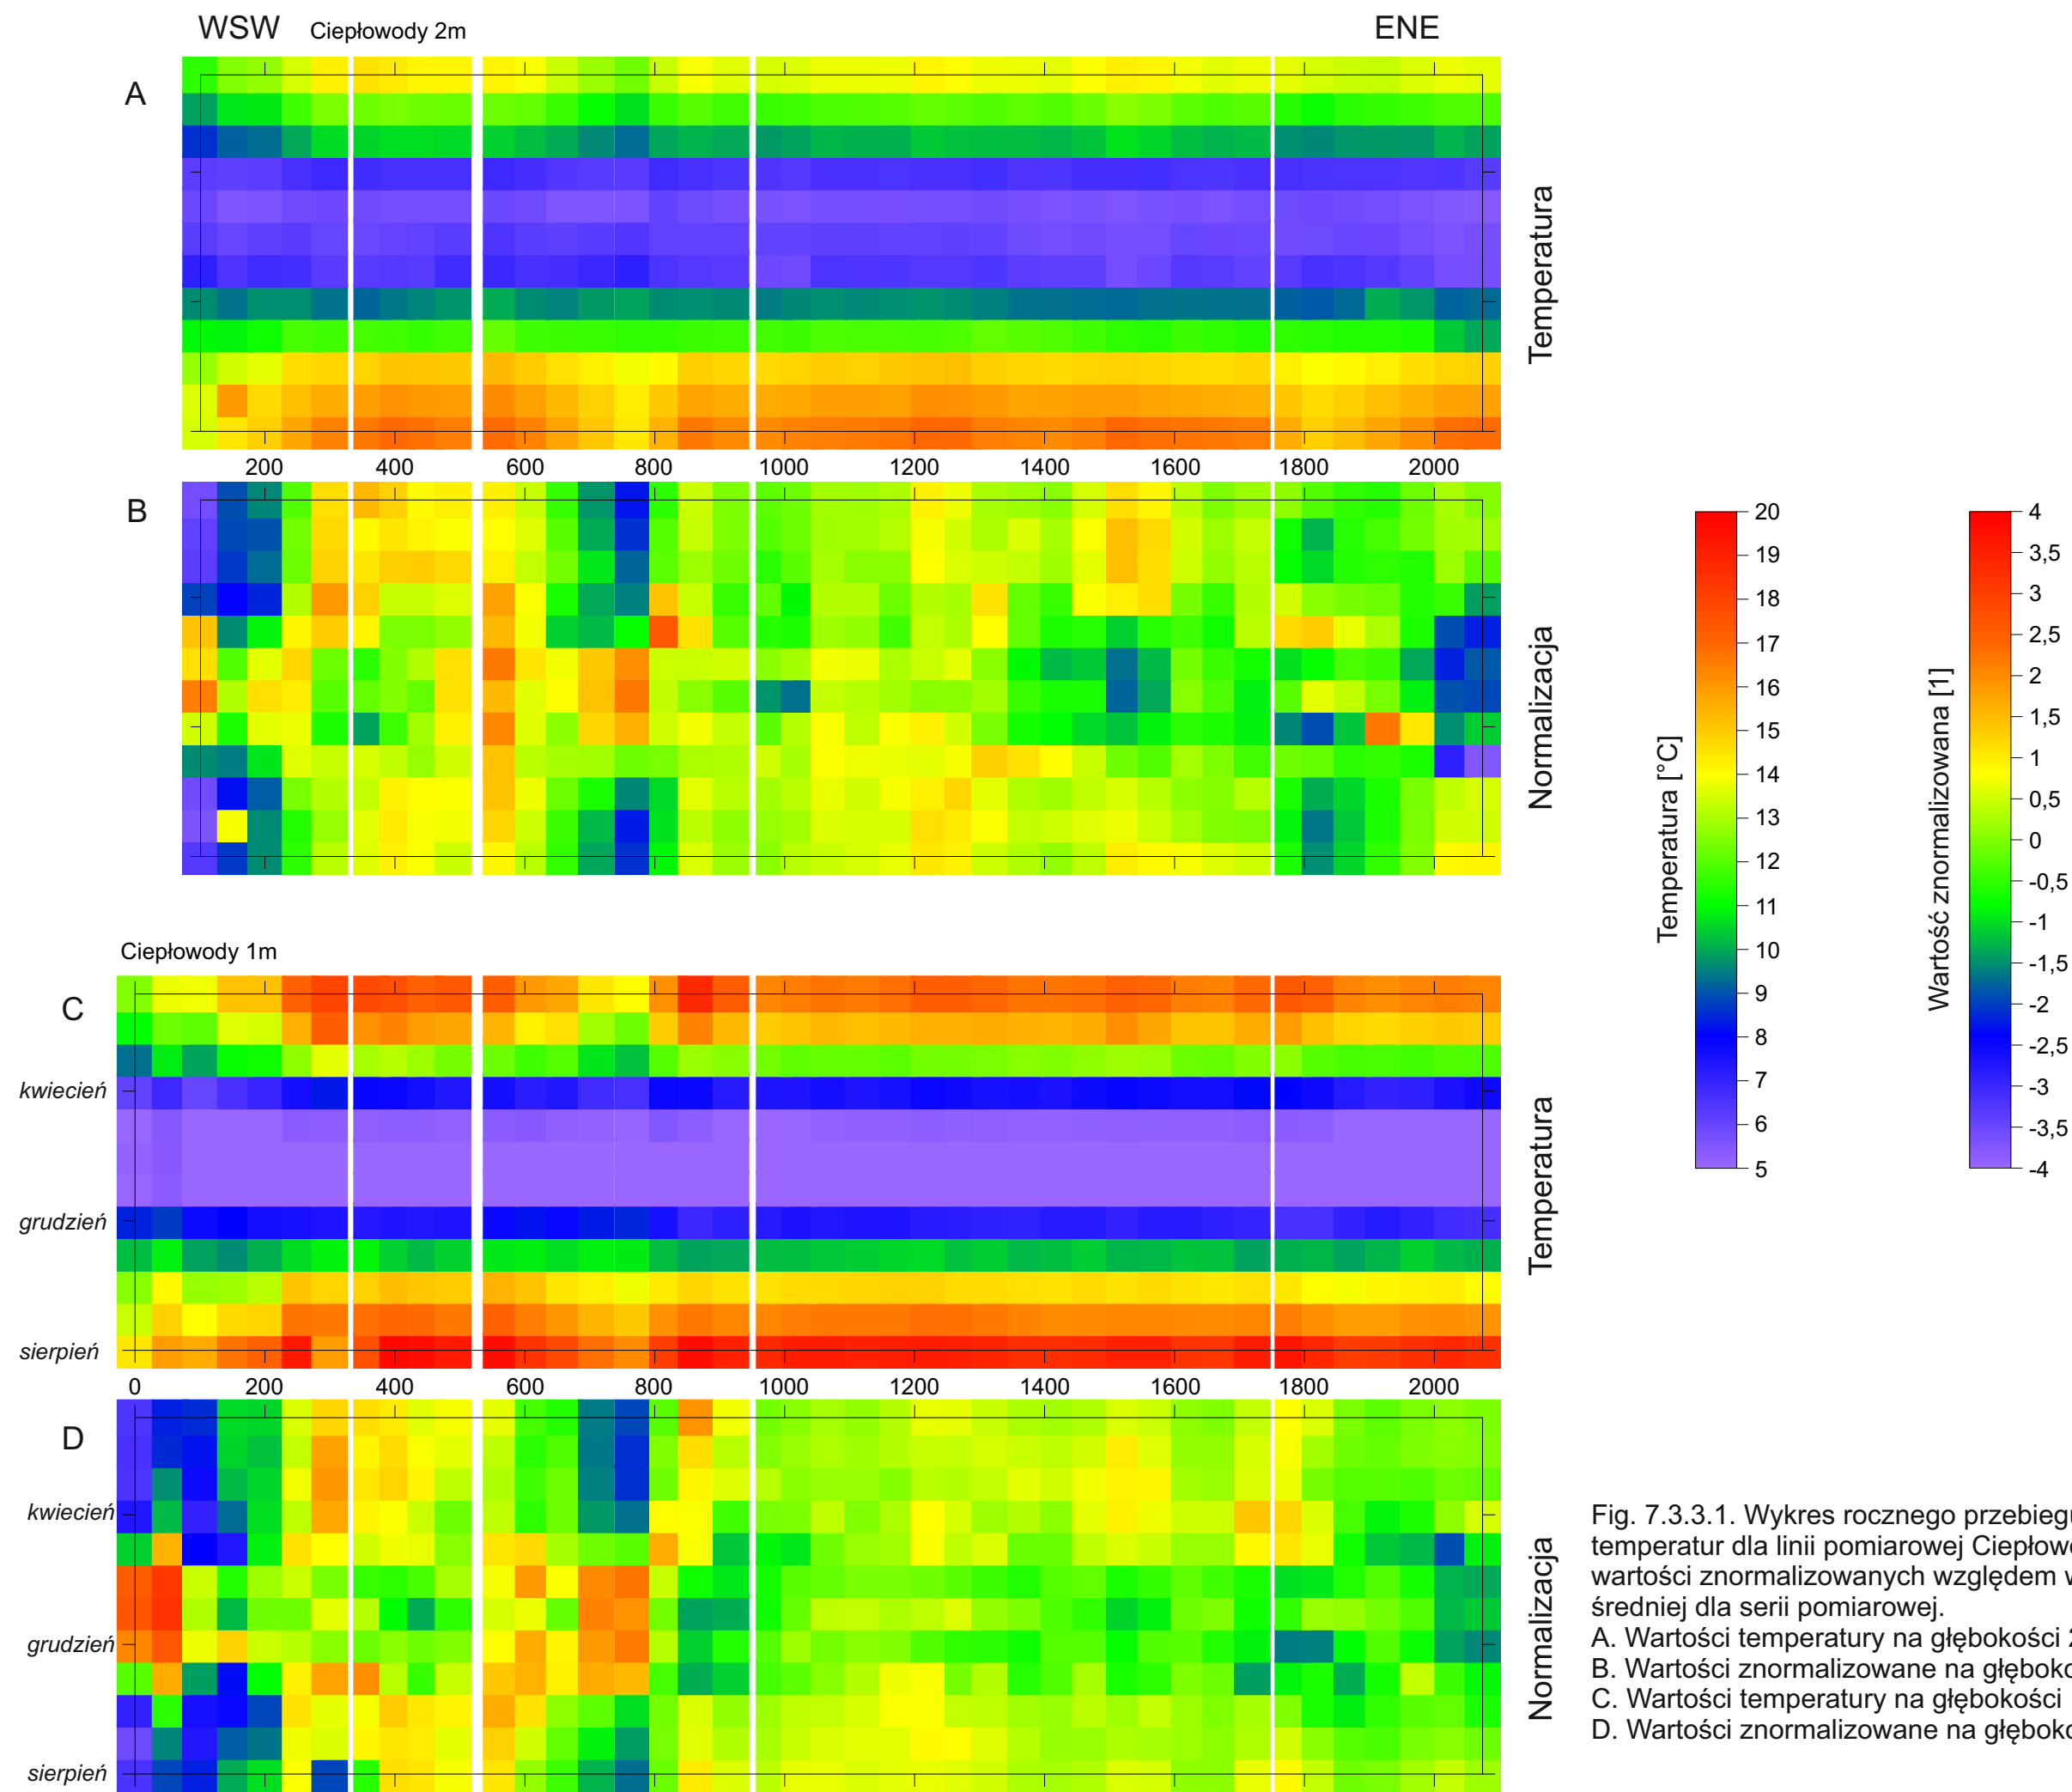 WSW Ciepłowody 2m ENE
A
Temperatura
200 400 600 800 1000 1200 1400 1600 1800 2000
B
Normalizacja
Temperatura [°C]
20
19
18
17
16
15
14
13
12
11
10
9
8
7
6
5
Wartość znormalizowana [1]
4
3,5
3
2,5
2
1,5
1
0,5
0
-0,5
-1
-1,5
-2
-2,5
-3
-3,5
-4
Ciepłowody 1m
C
kwiecień
grudzień
sierpień
Temperatura
0 200 400 600 800 1000 1200 1400 1600 1800 2000
D
kwiecień
grudzień
sierpień
Normalizacja
Fig. 7.3.3.1. Wykres rocznego przebiegu
temperatur dla linii pomiarowej
wartości znormalizowanych względem
średniej dla serii pomiarowej.
A. Wartości temperatury na głębokości
B. Wartości znormalizowane na
C. Wartości temperatury na głębokości
D. Wartości znormalizowane na